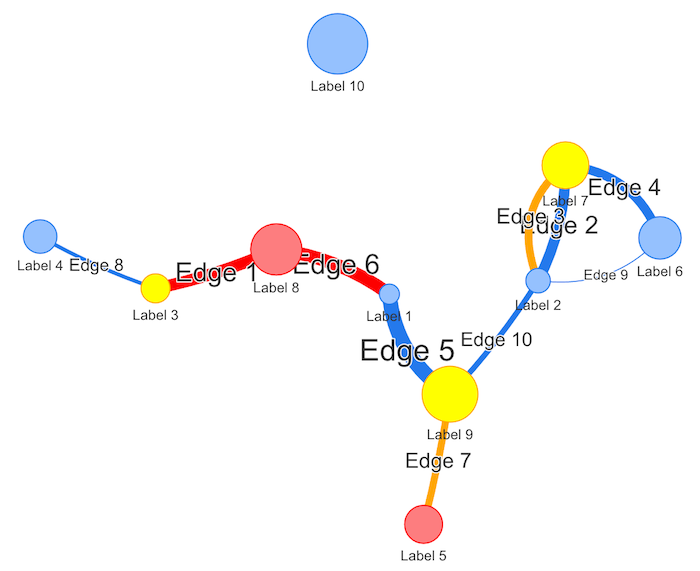 Label 10
Label 7
Edge 4
Edge 3
Edge 2
Label 4
Edge 8
Edge 1
Edge 6
Label 8
Label 6
Edge 9
Label 3
Label 1
Label 2
Edge 10
Edge 5
Label 9
Edge 7
Label 5